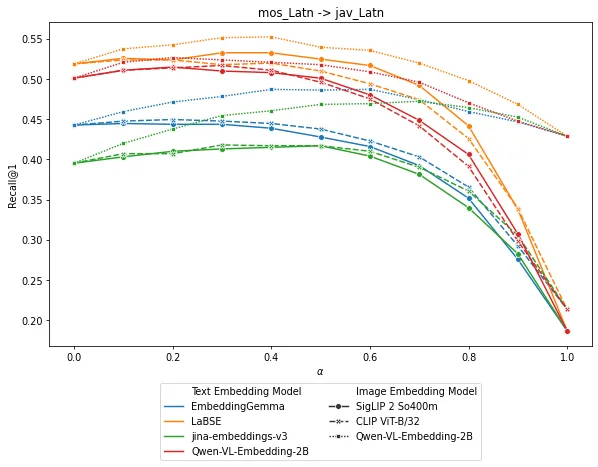 mos_Latn -> jav_Latn
Recall@1
0.55
0.50
0.45
0.40
0.35
0.30
0.25
0.20
0.0
0.2
0.4
0.6
0.8
1.0
α
Text Embedding Model
EmbeddingGemma
LaBSE
jina-embeddings-v3
Qwen-VL-Embedding-2B
Image Embedding Model
SigLIP 2 So400m
CLIP ViT-B/32
Qwen-VL-Embedding-2B